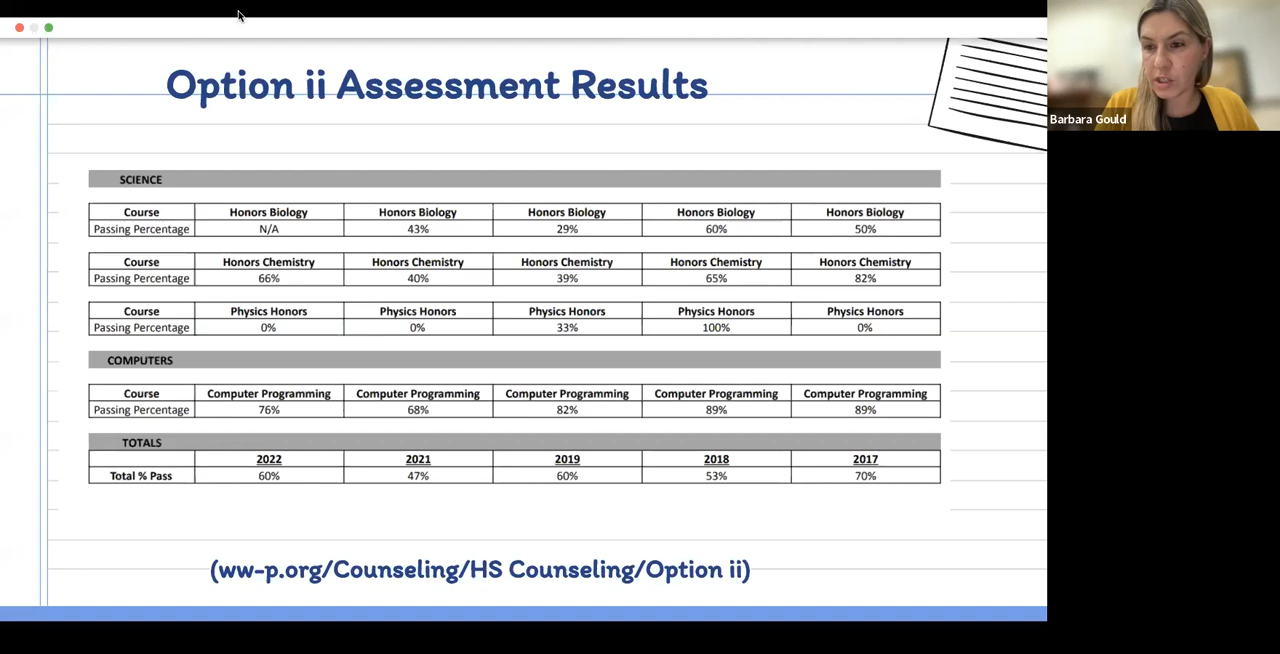 Option ii Assessment Results
Barbara Gould
SCIENCE
Course Honors Biology Honors Biology Honors Biology Honors Biology Honors Biology
Passing Percentage N/A 43% 29% 60% 50%
Course Honors Chemistry Honors Chemistry Honors Chemistry Honors Chemistry Honors Chemistry
Passing Percentage 66% 40% 39% 65% 82%
Course Physics Honors Physics Honors Physics Honors Physics Honors Physics Honors
Passing Percentage 0% 0% 33% 100% 0%
COMPUTERS
Course Computer Programming Computer Programming Computer Programming Computer Programming Computer Programming
Passing Percentage 76% 68% 82% 89% 89%
TOTALS
2022 2021 2019 2018 2017
Total % Pass 60% 47% 60% 53% 70%
(ww-p.org/Counseling/HS Counseling/Option ii)